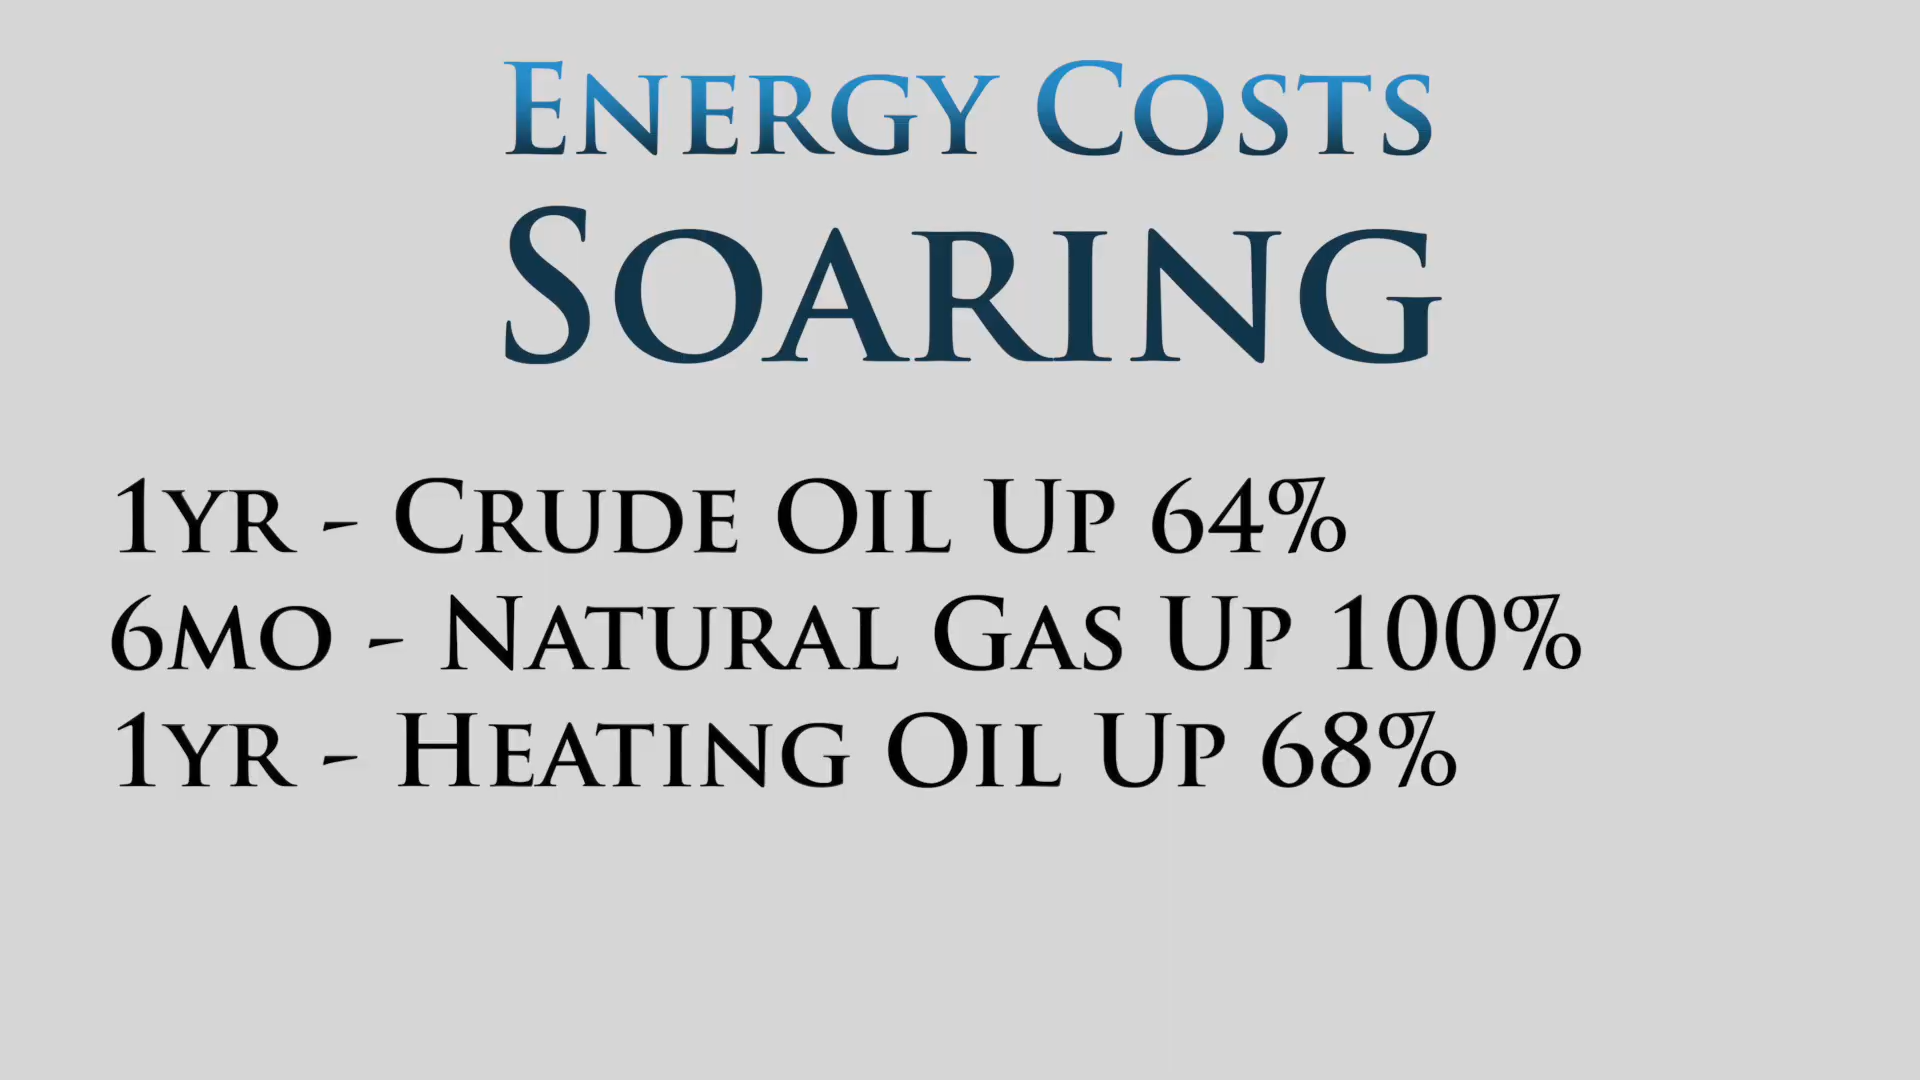 Energy Costs
Soaring
1yr - Crude Oil Up 64%
6mo - Natural Gas Up 100%
1yr - Heating Oil Up 68%